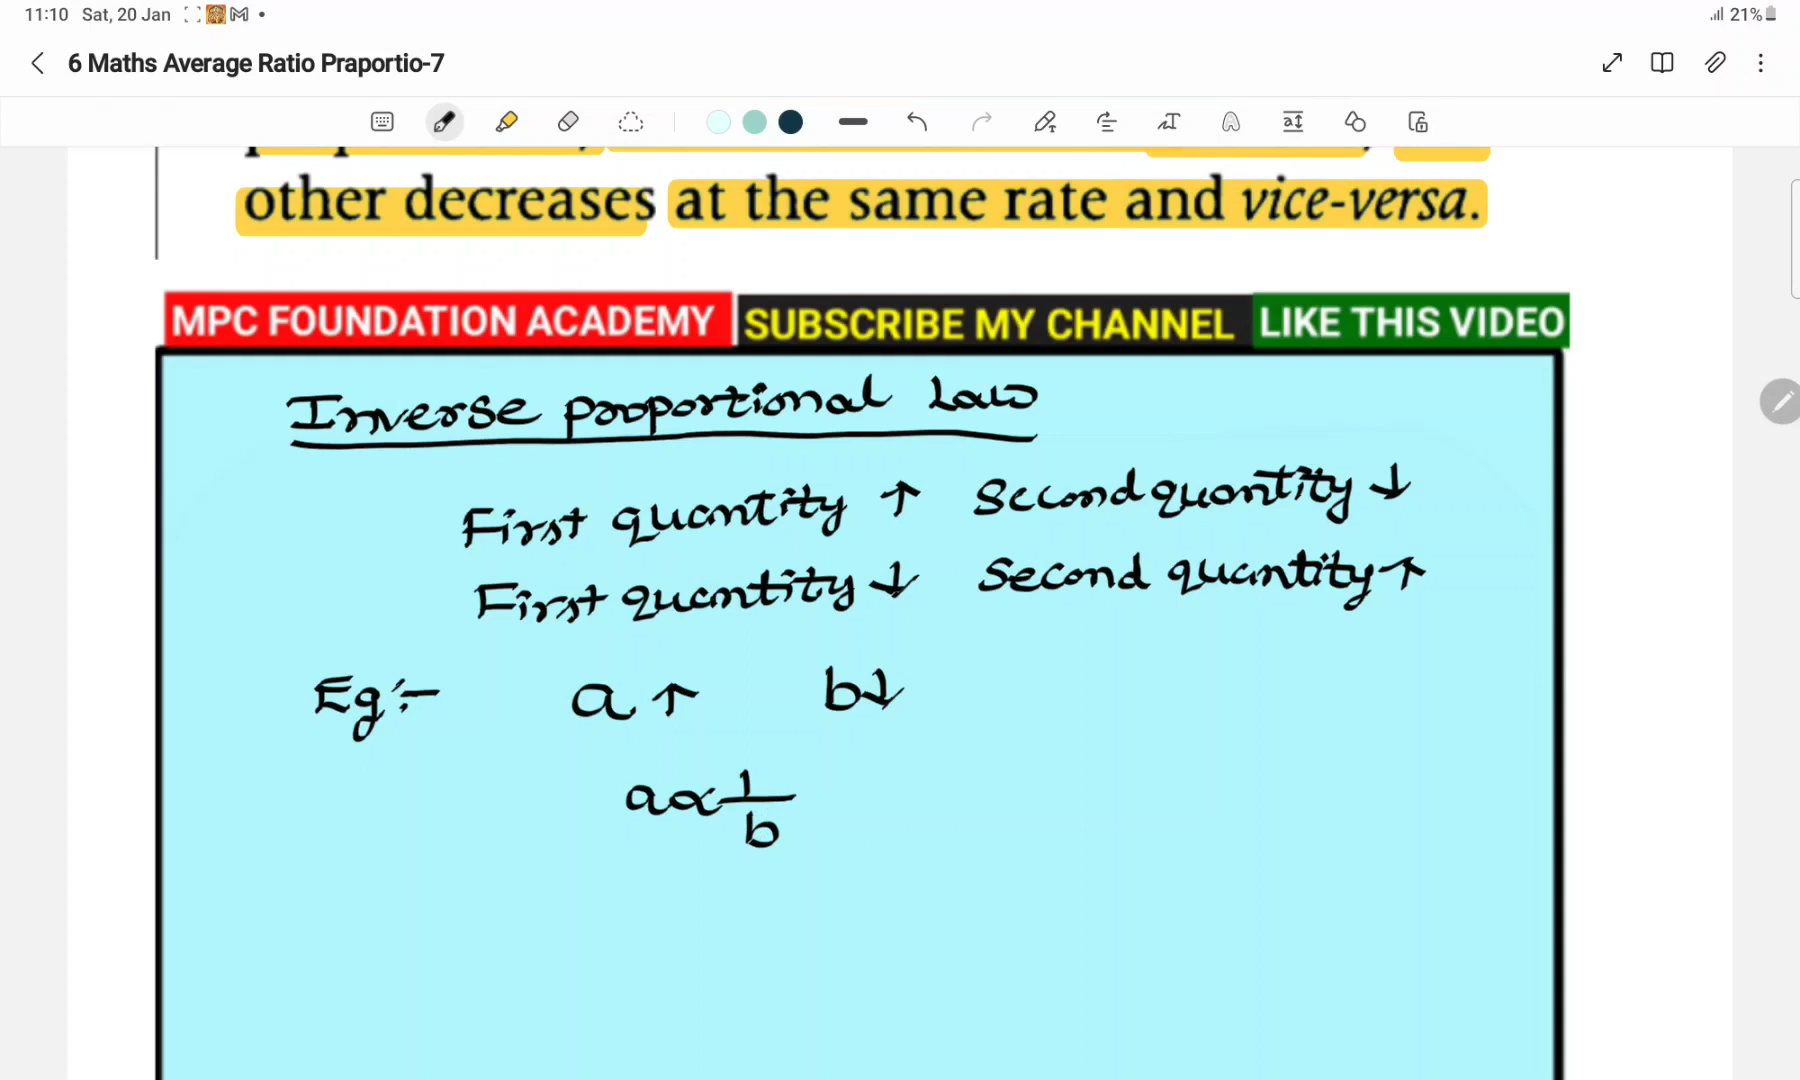 11:10 Sat, 20 Jan
21%
6 Maths Average Ratio Praportio-7
other decreases at the same rate and vice-versa.
MPC FOUNDATION ACADEMY SUBSCRIBE MY CHANNEL LIKE THIS VIDEO
Inverse proportional Law
First quantity ↑ Second quantity ↓
First quantity ↓ Second quantity ↑
Eg:- a ↑ b↓
a∝1/b